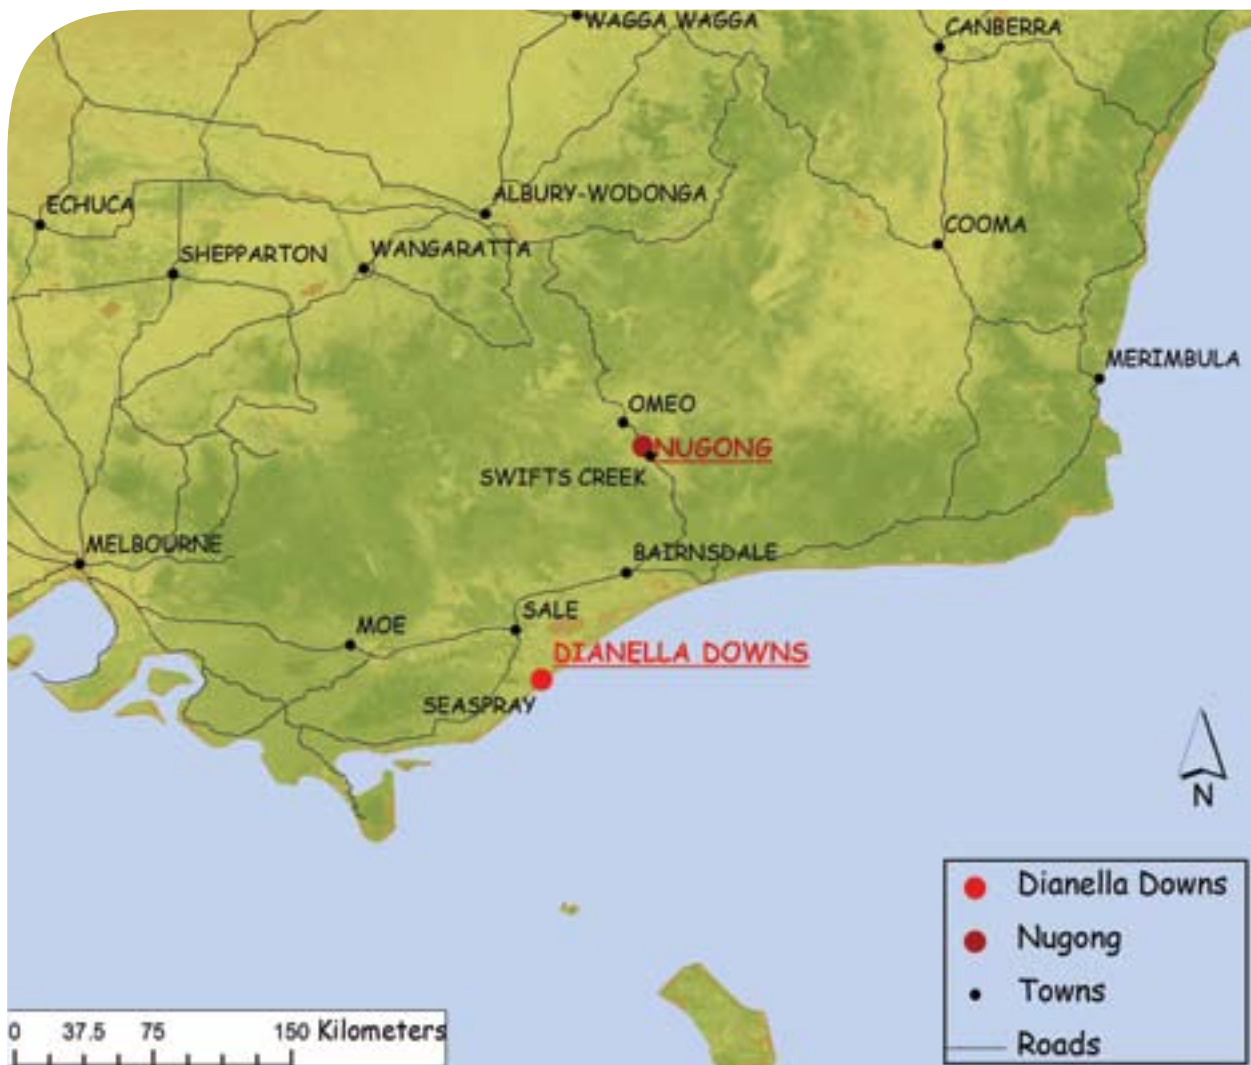 WAGGA WAGGA
CANBERRA
ALBURY-WODONGA
ECHUCA
COOMA
SHEPPARTON
WANGARATTA
MERIMBULA
OMEO
NUGONG
SWIFTS CREEK
MELBOURNE
BAIRNSDALE
SALE
MOE
DIANELLA DOWNS
SEASPRAY
N
Dianella Downs
Nugong
Towns
Roads
0 37.5 75 150 Kilometers